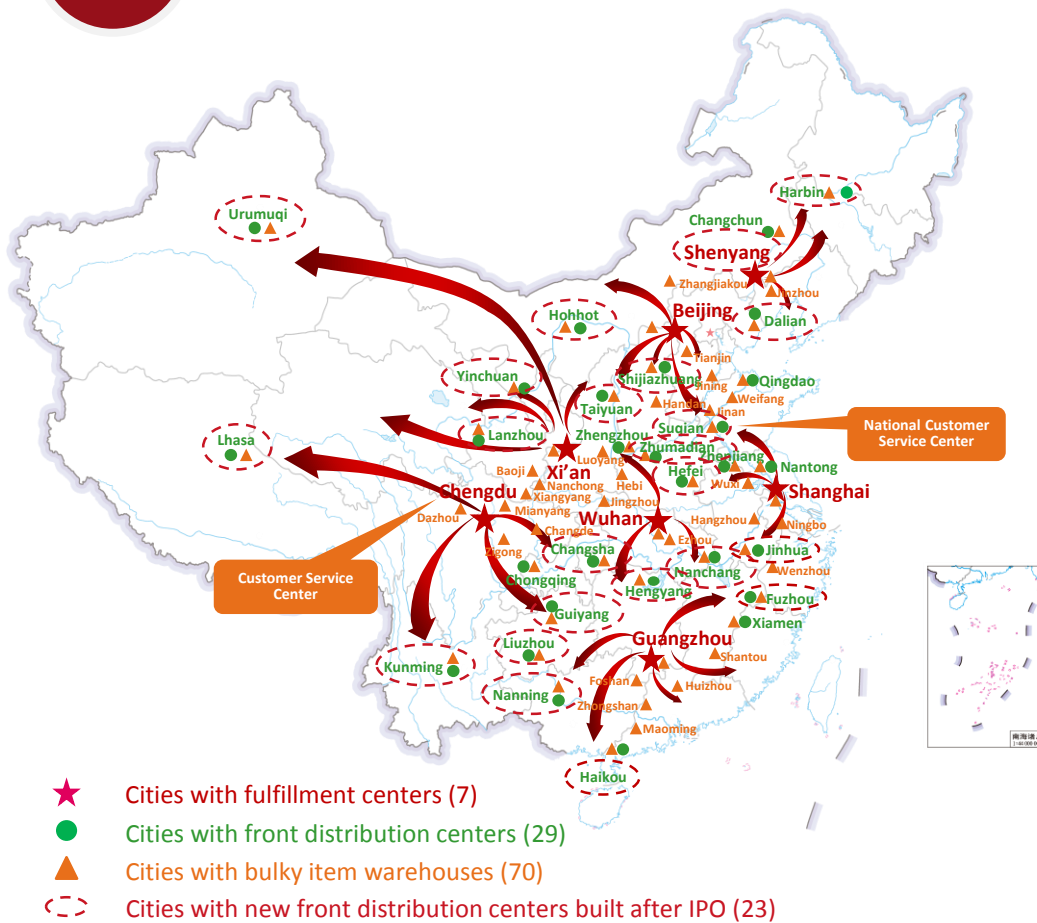 Harbin
Urumuqi
Changchun
Shenyang
Zhangjiakou
Jinzhou
Beijing
Hohhot
Dalian
Tianjin
Yinchuan
Shijiazhuang
Jining
Qingdao
Taiyuan
Handan
Weifang
Jinan
Lanzhou
Zhengzhou
Suqian
National Customer
Service Center
Lhasa
Luoyang
Zhumadian
Zhenjiang
Nantong
Baoji
Xi'an
Hefei
Hebi
Wuxi
Shanghai
Chengdu
Nanchong
Xiangyang
Jingzhou
Mianyang
Dazhou
Wuhan
Hangzhou
Ningbo
Changde
Ezhou
Zigong
Changsha
Jinhua
Customer Service
Center
Chongqing
Nanchang
Wenzhou
Hengyang
Fuzhou
Guiyang
Xiamen
Liuzhou
Guangzhou
Shantou
Kunming
Foshan
Huizhou
Nanning
Zhongshan
Maoming
Haikou
Cities with fulfillment centers (7)
Cities with front distribution centers (29)
Cities with bulky item warehouses (70)
Cities with new front distribution centers built after IPO (23)